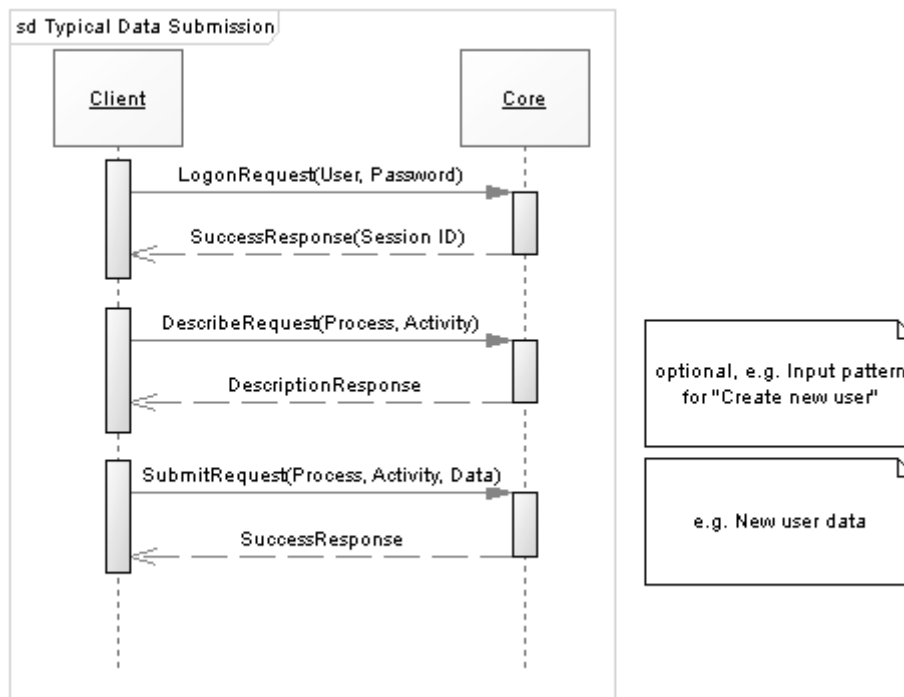 sd Typical Data Submission
Client
Core
LogonRequest(User, Password)
SuccessResponse(Session ID)
DescribeRequest(Process, Activity)
DescriptionResponse
optional, e.g. Input pattern
for "Create new user"
SubmitRequest(Process, Activity, Data)
SuccessResponse
e.g. New user data